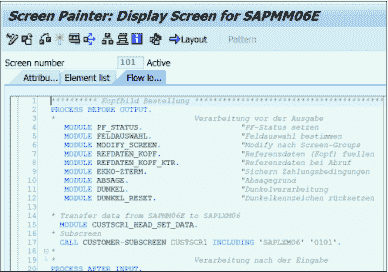 Screen Painter: Display Screen for SAPMM06E
Layout Pattern
Screen number 101 Active
Attribu... Element list Flow lo...
1 ********* Kopfbild Bestellung ****************************************
2 PROCESS BEFORE OUTPUT.
3 * Verarbeitung vor der Ausgabe
4 MODULE PF_STATUS. "PF-Status setzen
5 MODULE FELDAUSWAHL. "Feldauswahl bestimmen
6 MODULE MODIFY_SCREEN. "Modify nach Screen-Groups
7 MODULE REFDATEN_KOPF. "Referensdaten (Kopf) fuellen
8 MODULE REFDATEN_KOPF_KTR. "Referensdaten bei Abruf
9 MODULE EKKO-ZTERM. "Sichern zahlungsbedingungen
10 MODULE ABSAGE. "Absagegrund
11 MODULE DUNKEL. "Dunkelverarbeitung
12 MODULE DUNKEL_RESET. "Dunkelkennzeichen rücksetzen
13
14 * Transfer data from SAPMM06E to SAPLXM06
15 MODULE CUSTSCR1_HEAD_SET_DATA.
16 * Subscreen
17 CALL CUSTOMER-SUBSCREEN CUSTSCR1 INCLUDING 'SAPLXM06' '0101'.
18 *
19 * Verarbeitung nach der Eingabe
PROCESS AFTER INPUT.